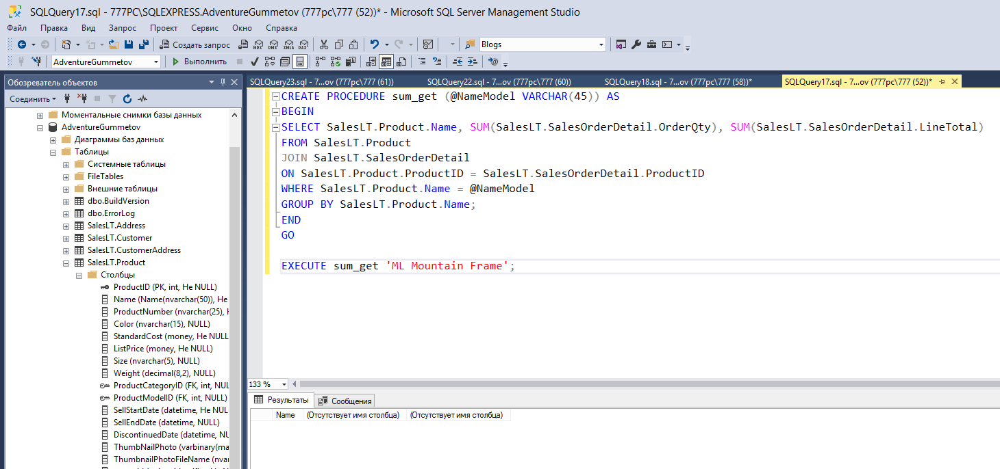 SQLQuery17.sql - 777PC\SQLEXPRESS.AdventureGummetov (777pc\777 (52))* - Microsoft SQL Server Management Studio
Файл Правка Вид Запрос Проект Сервис Окно Справка
Создать запрос MDX DMX XMLA DAX Blogs
AdventureGummetov Выполнить
Обозреватель объектов
Соединить
Моментальные снимки базы данных
AdventureGummetov
Диаграммы баз данных
Таблицы
Системные таблицы
FileTables
Внешние таблицы
dbo.BuildVersion
dbo.ErrorLog
SalesLT.Address
SalesLT.Customer
SalesLT.CustomerAddress
SalesLT.Product
Столбцы
ProductID (PK, int, Не NULL)
Name (Name(nvarchar(50)), Не
ProductNumber (nvarchar(25), Н
Color (nvarchar(15), NULL)
StandardCost (money, Не NULL
ListPrice (money, Не NULL)
Size (nvarchar(5), NULL)
Weight (decimal(8,2), NULL)
ProductCategoryID (FK, int, NUL
ProductModelID (FK, int, NULL)
SellStartDate (datetime, Не NUL
SellEndDate (datetime, NULL)
DiscontinuedDate (datetime, NU
ThumbNailPhoto (varbinary(ma
ThumbnailPhotoFileName (nvar
SQLQuery23.sql - 7...ov (777pc\777 (61)) SQLQuery22.sql - 7...ov (777pc\777 (60)) SQLQuery18.sql - 7...ov (777pc\777 (58))* SQLQuery17.sql - 7...ov (777pc\777 (52))*
CREATE PROCEDURE sum_get (@NameModel VARCHAR(45)) AS
BEGIN
SELECT SalesLT.Product.Name, SUM(SalesLT.SalesOrderDetail.OrderQty), SUM(SalesLT.SalesOrderDetail.LineTotal)
FROM SalesLT.Product
JOIN SalesLT.SalesOrderDetail
ON SalesLT.Product.ProductID = SalesLT.SalesOrderDetail.ProductID
WHERE SalesLT.Product.Name = @NameModel
GROUP BY SalesLT.Product.Name;
END
GO
EXECUTE sum_get 'ML Mountain Frame';
133 %
Результаты Сообщения
Name (Отсутствует имя столбца) (Отсутствует имя столбца)